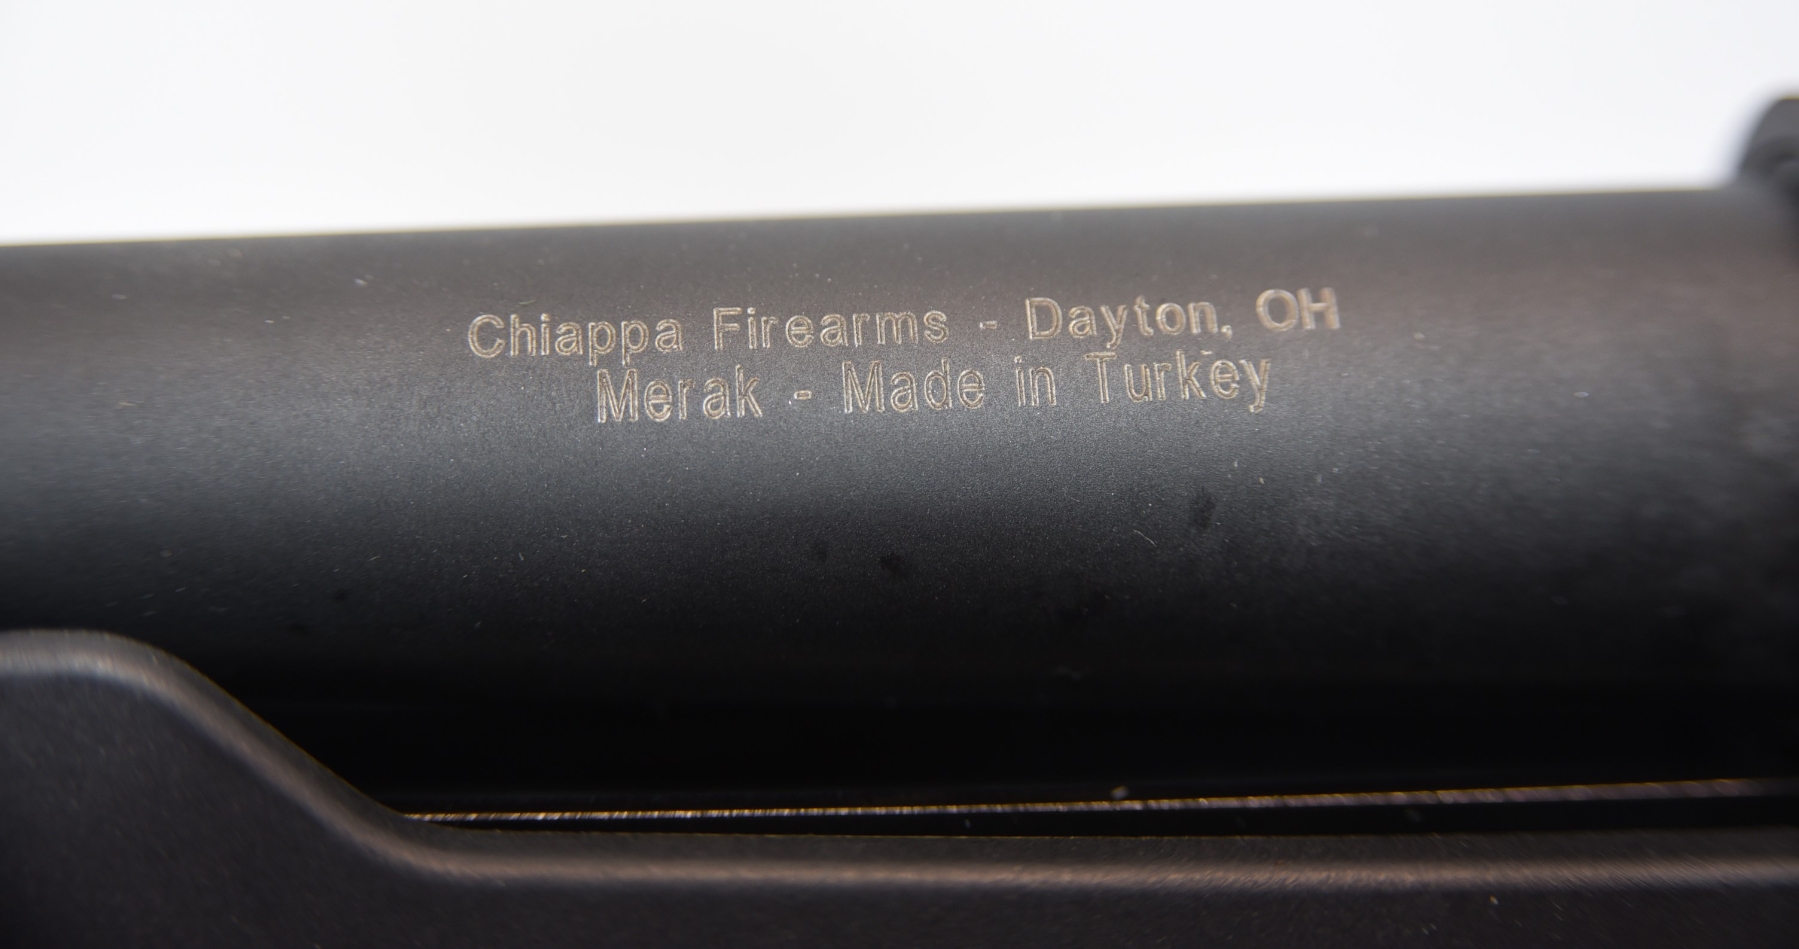 Chiappa Firearms - Dayton, OH
Merak - Made in Turkey